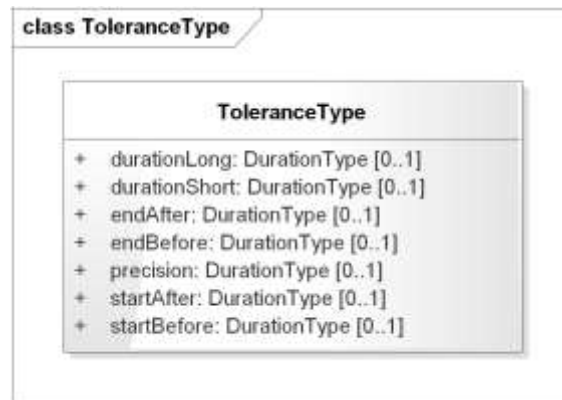 class ToleranceType
ToleranceType
+ durationLong: DurationType [0..1]
+ durationShort: DurationType [0..1]
+ endAfter: DurationType [0..1]
+ endBefore: DurationType [0..1]
+ precision: DurationType [0..1]
+ startAfter: DurationType [0..1]
+ startBefore: DurationType [0..1]